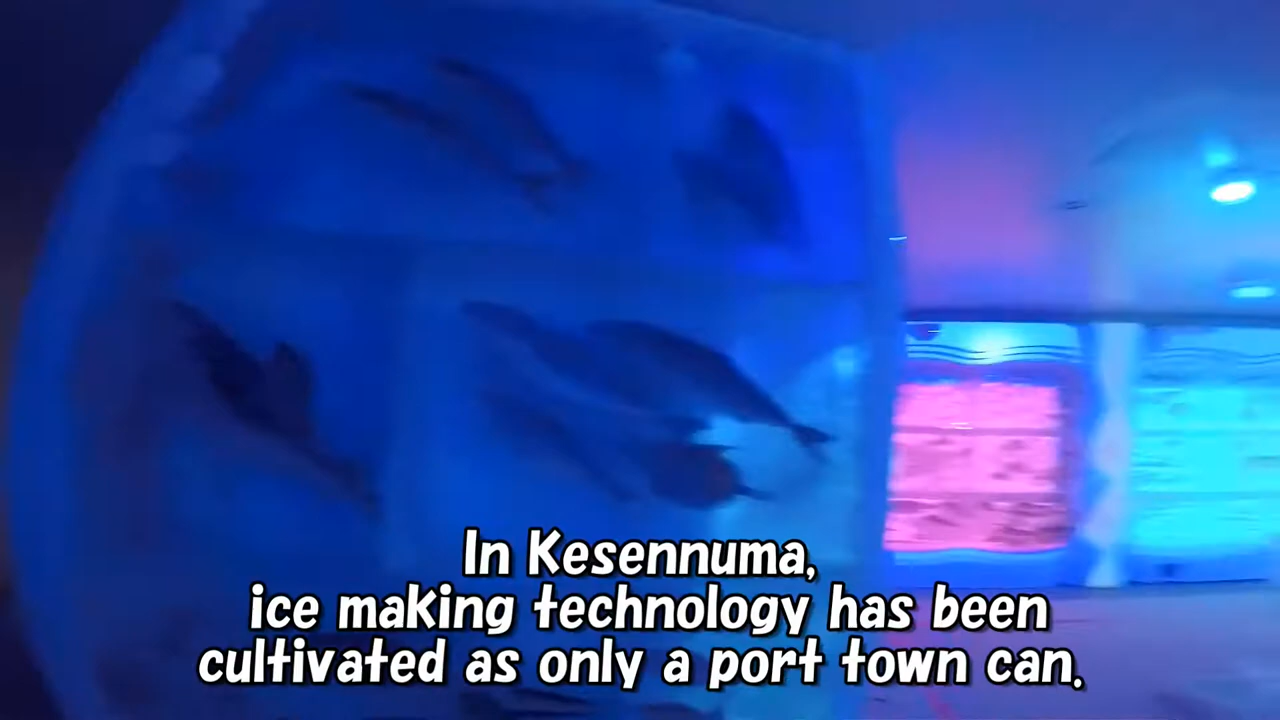 In Kesennuma,
ice making technology has been
cultivated as only a port town can.